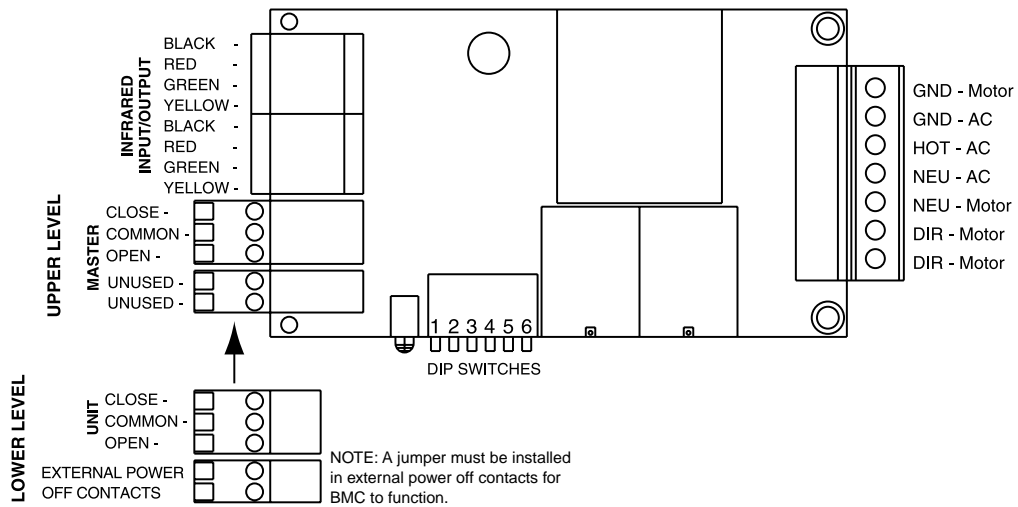 BLACK -
RED -
GREEN -
YELLOW -
BLACK -
RED -
GREEN -
YELLOW -
INFRARED
INPUT/OUTPUT
UPPER LEVEL
MASTER
CLOSE -
COMMON -
OPEN -
UNUSED -
UNUSED -
GND - Motor
GND - AC
HOT - AC
NEU - AC
NEU - Motor
DIR - Motor
DIR - Motor
1 2 3 4 5 6
DIP SWITCHES
LOWER LEVEL
UNIT
CLOSE -
COMMON -
OPEN -
EXTERNAL POWER
OFF CONTACTS
NOTE: A jumper must be installed
in external power off contacts for
BMC to function.